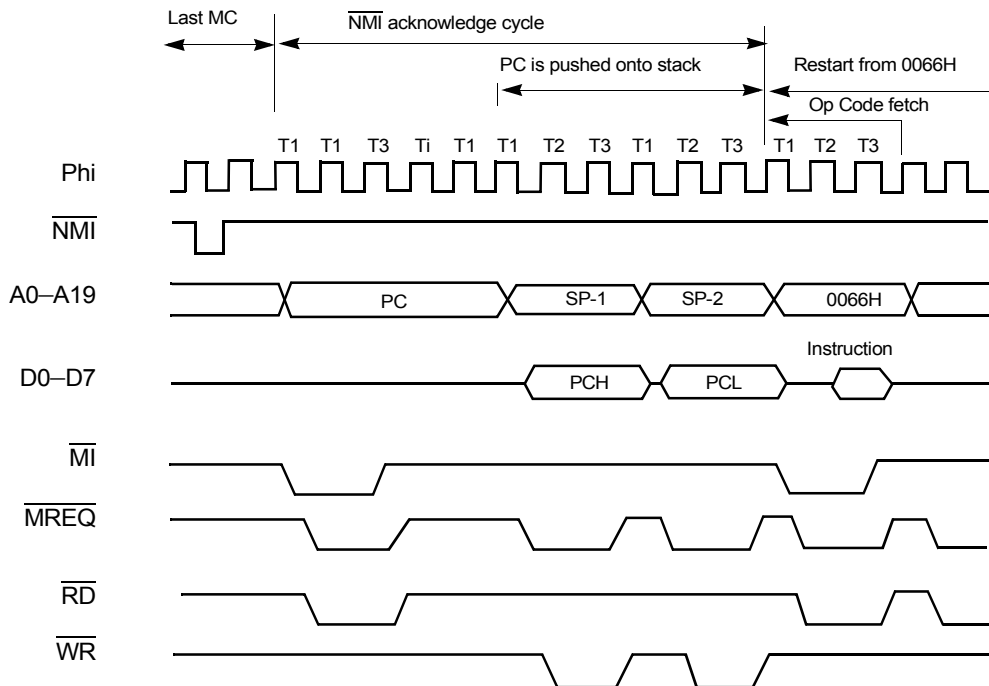 Last MC
NMI acknowledge cycle
PC is pushed onto stack
Restart from 0066H
Op Code fetch
T1 T1 T3 Ti T1 T1 T2 T3 T1 T2 T3 T1 T2 T3
Phi
NMI
A0–A19
PC SP-1 SP-2 0066H
Instruction
D0–D7
PCH PCL
MI
MREQ
RD
WR